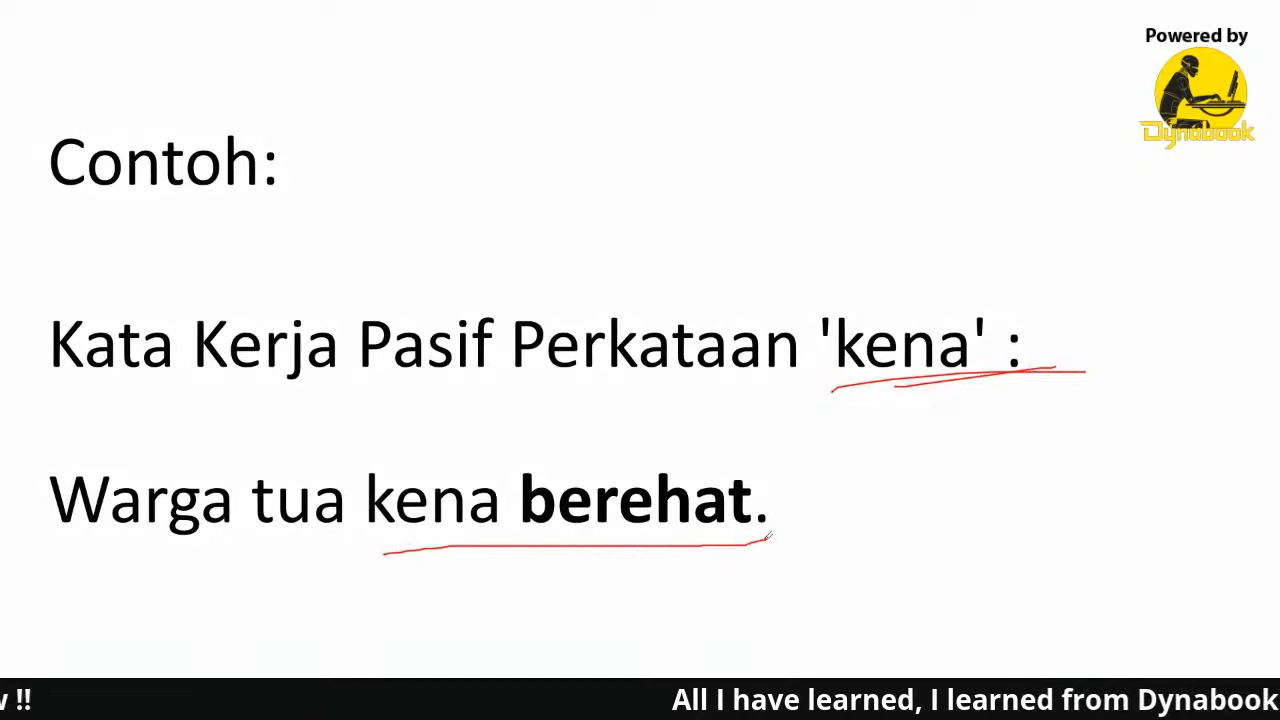 Powered by
Dynabook
Contoh:
Kata Kerja Pasif Perkataan 'kena' :
Warga tua kena berehat.
!! All I have learned, I learned from Dynabook